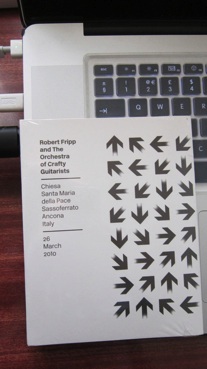 Robert Fripp
and The
Orchestra
of Crafty
Guitarists
Chiesa
Santa Maria
della Pace
Sassoferrato
Ancona
Italy
26
March
2010
Q
W
E
R
A
S
D